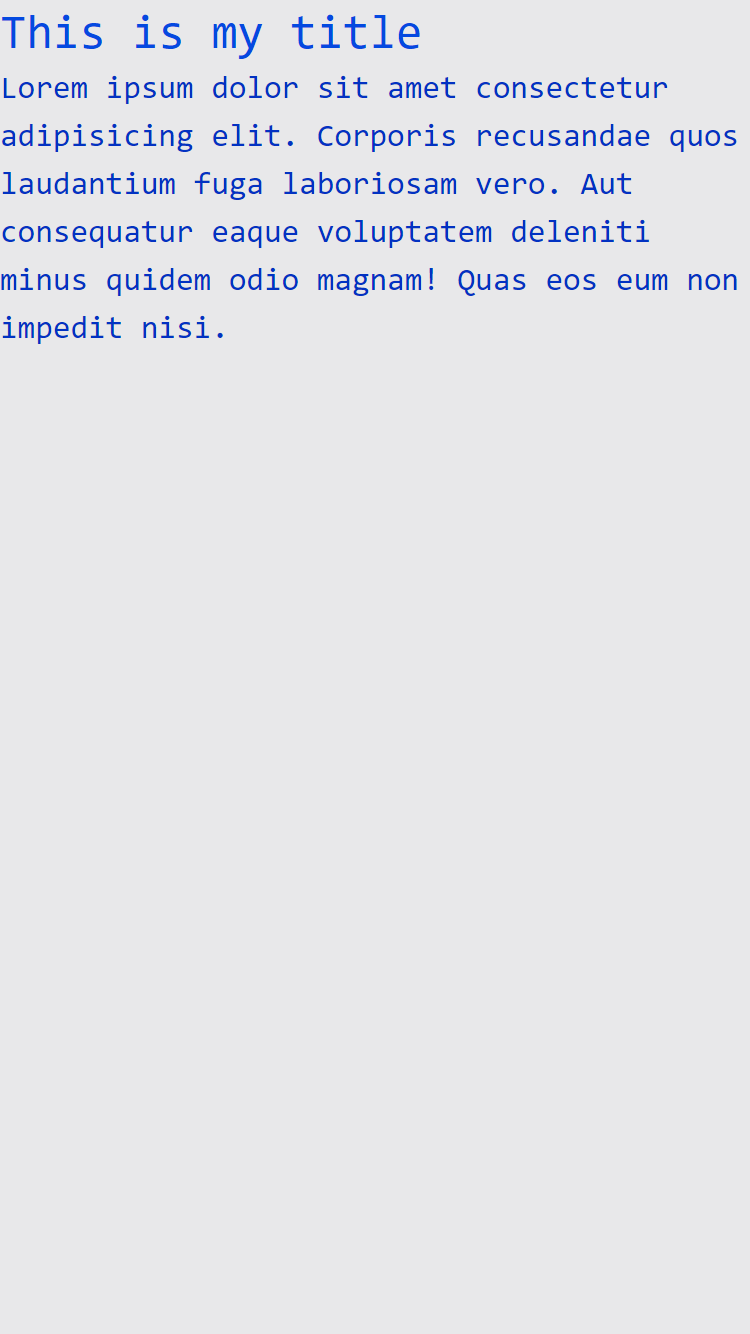 This is my title
Lorem ipsum dolor sit amet consectetur
adipisicing elit. Corporis recusandae quos
laudantium fuga laboriosam vero. Aut
consequatur eaque voluptatem deleniti
minus quidem odio magnam! Quas eos eum non
impedit nisi.